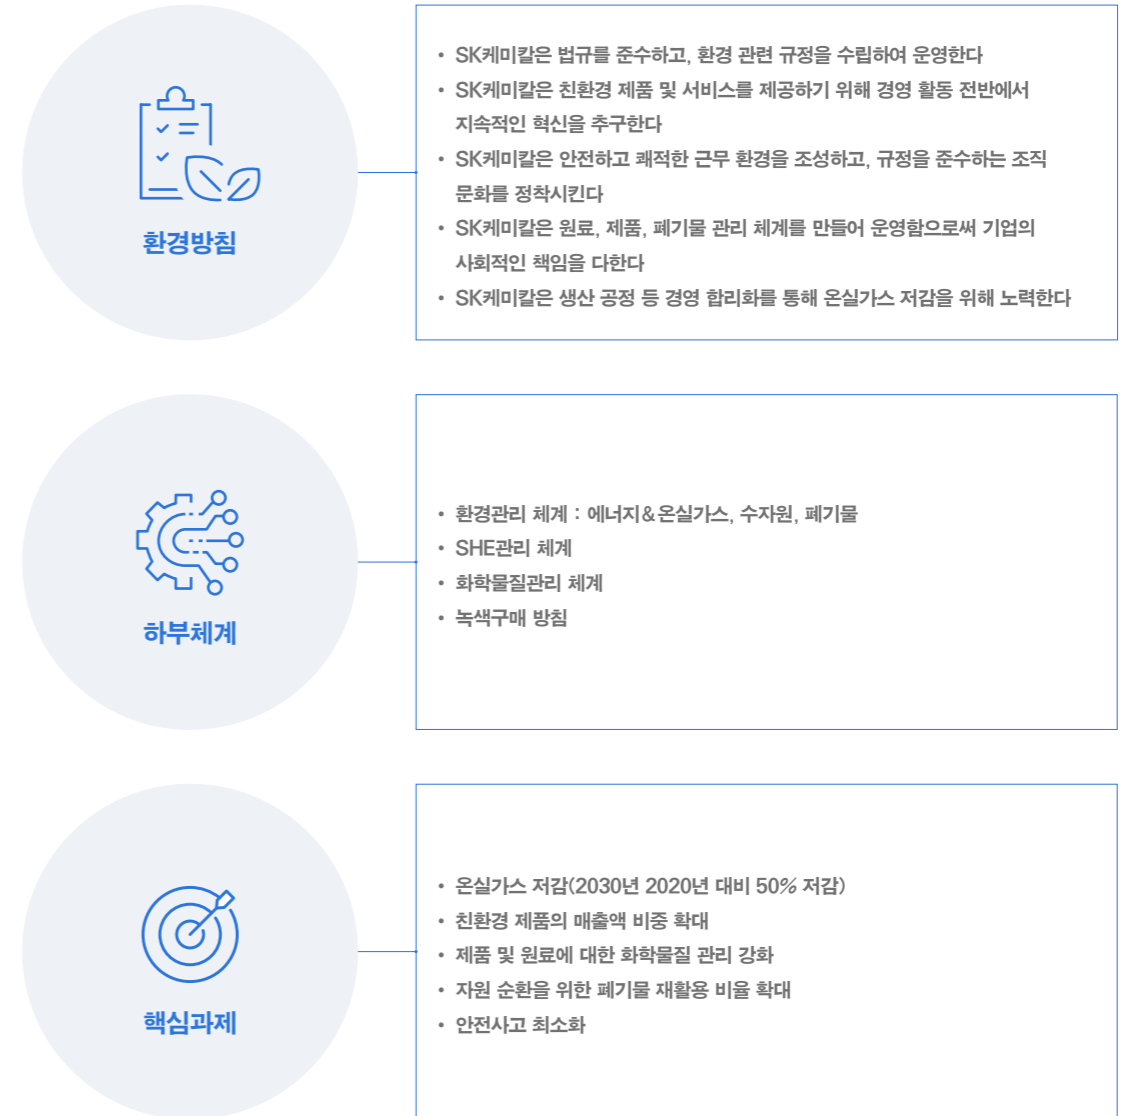 환경방침
• SK케미칼은 법규를 준수하고, 환경 관련 규정을 수립하여 운영한다
• SK케미칼은 친환경 제품 및 서비스를 제공하기 위해 경영 활동 전반에서
지속적인 혁신을 추구한다
• SK케미칼은 안전하고 쾌적한 근무 환경을 조성하고, 규정을 준수하는 조직
문화를 정착시킨다
• SK케미칼은 원료, 제품, 폐기물 관리 체계를 만들어 운영함으로써 기업의
사회적인 책임을 다한다
• SK케미칼은 생산 공정 등 경영 합리화를 통해 온실가스 저감을 위해 노력한다
하부체계
• 환경관리 체계 : 에너지&온실가스, 수자원, 폐기물
• SHE관리 체계
• 화학물질관리 체계
• 녹색구매 방침
핵심과제
• 온실가스 저감(2030년 2020년 대비 50% 저감)
• 친환경 제품의 매출액 비중 확대
• 제품 및 원료에 대한 화학물질 관리 강화
• 자원 순환을 위한 폐기물 재활용 비율 확대
• 안전사고 최소화